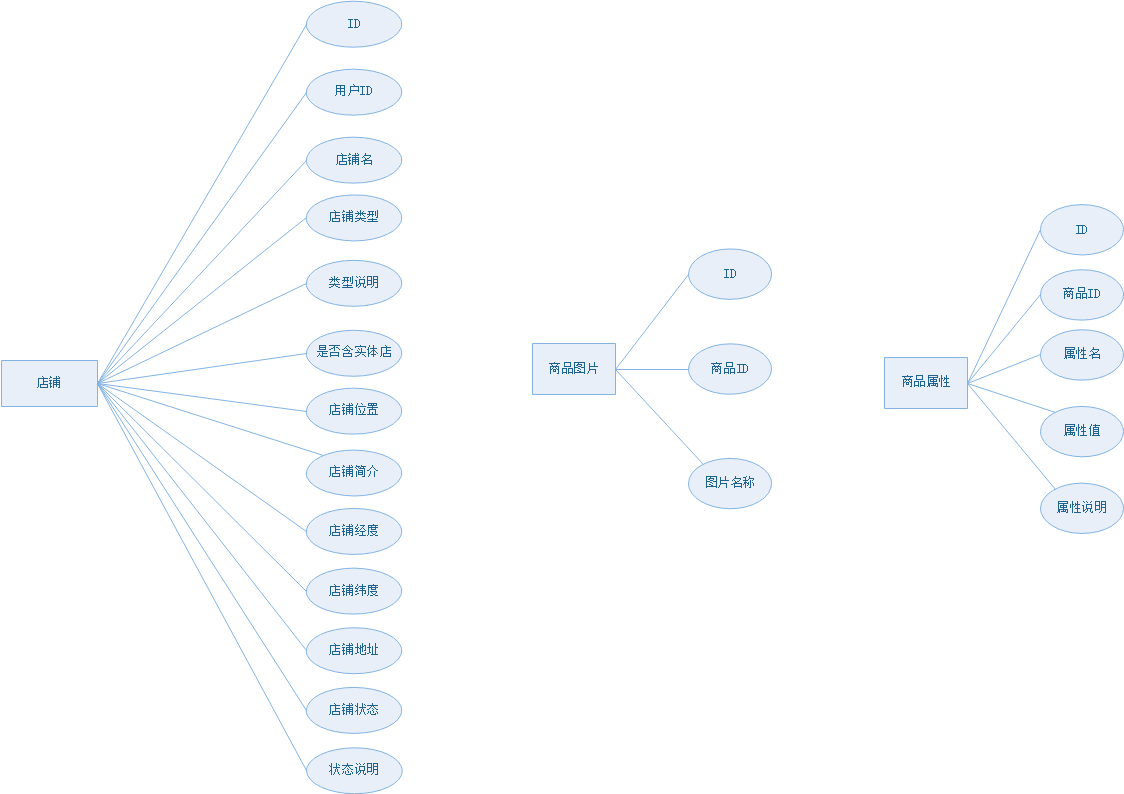 店铺
ID
用户ID
店铺名
店铺类型
类型说明
是否含实体店
店铺位置
店铺简介
店铺经度
店铺纬度
店铺地址
店铺状态
状态说明
商品图片
ID
商品ID
图片名称
商品属性
ID
商品ID
属性名
属性值
属性说明